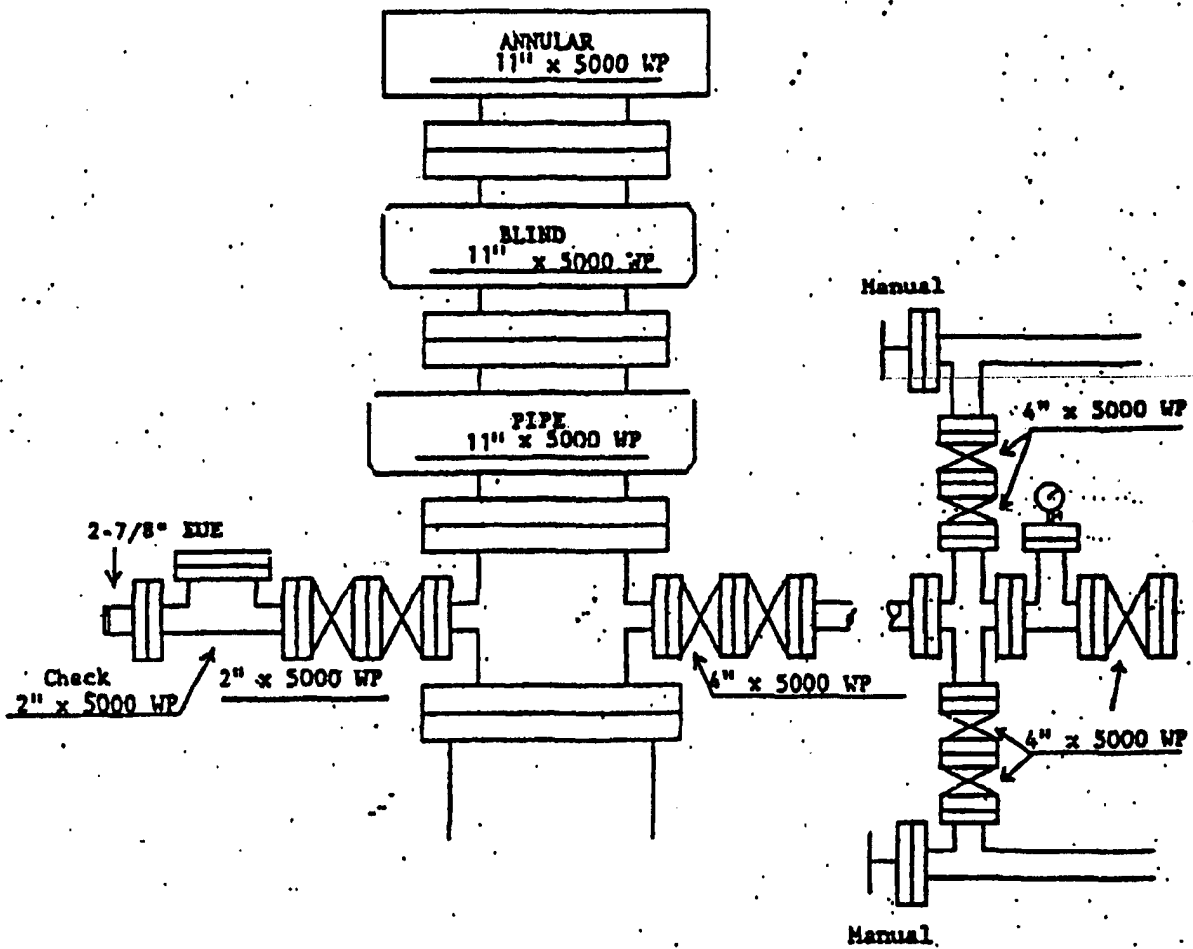 ANNULAR
11" x 5000 WP
BLIND
11" x 5000 WP
PIPE
11" x 5000 WP
Manual
4" x 5000 WP
2-7/8" EUE
Check
2" x 5000 WP
2" x 5000 WP
4" x 5000 WP
4" x 5000 WP
Manual